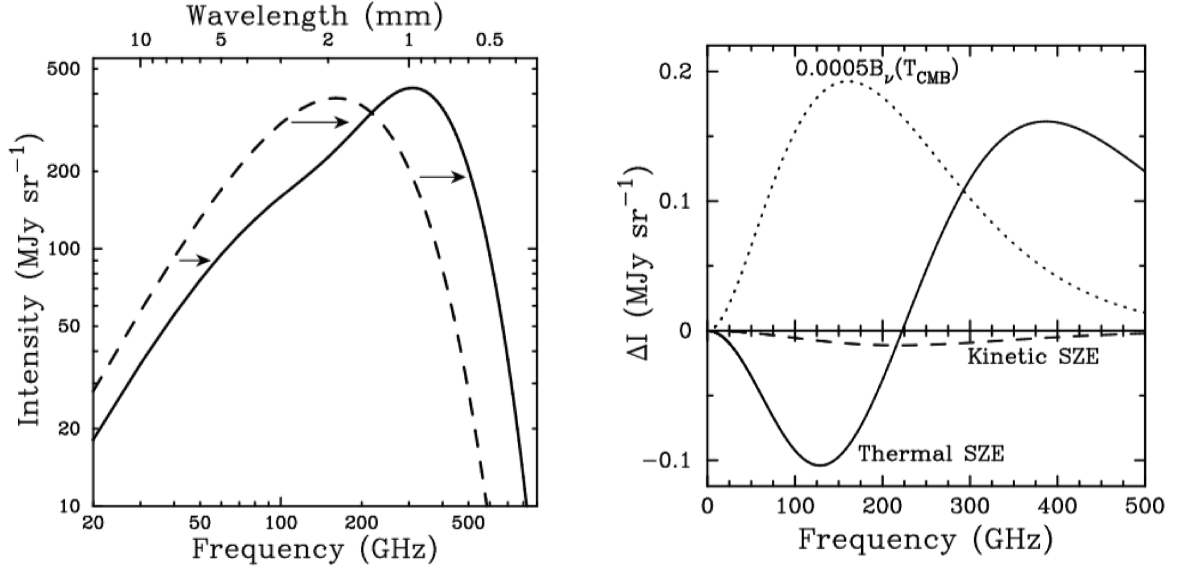 Wavelength (mm)
10 5 2 1 0.5
500
200
100
50
20
10
Intensity (MJy sr⁻¹)
20 50 100 200 500
Frequency (GHz)
0.2
0.1
0
−0.1
ΔI (MJy sr⁻¹)
0.0005Bν(TCMB)
Kinetic SZE
Thermal SZE
0 100 200 300 400 500
Frequency (GHz)